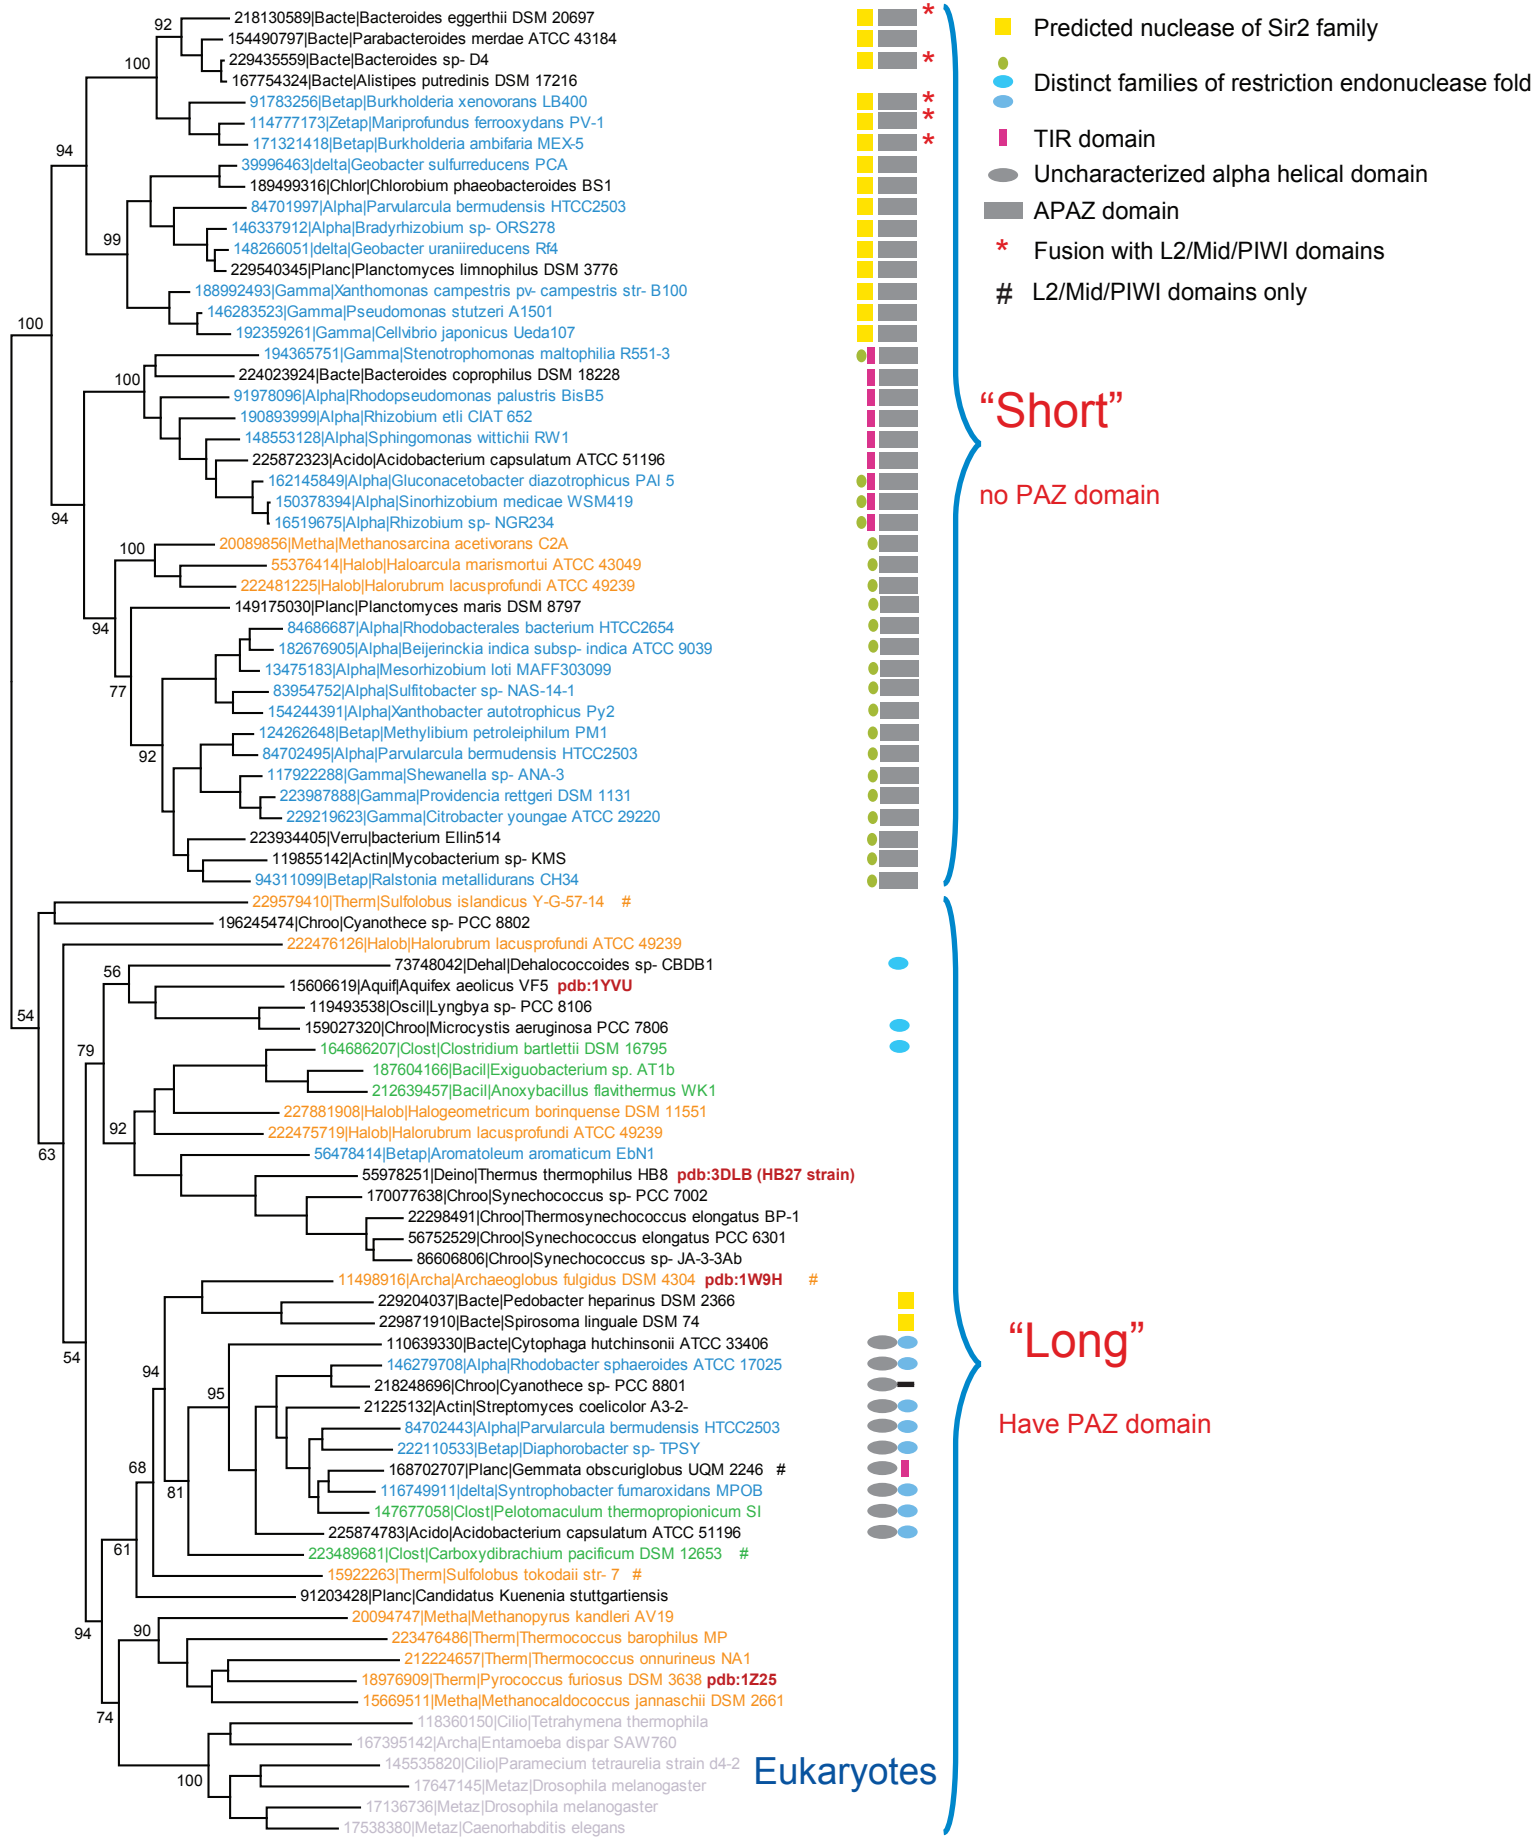 218130589|Bacte|Bacteroides eggerthii DSM 20697 *
154490797|Bacte|Parabacteroides merdae ATCC 43184
229435559|Bacte|Bacteroides sp- D4 *
167754324|Bacte|Alistipes putredinis DSM 17216
91783256|Betap|Burkholderia xenovorans LB400 *
114777173|Zetap|Mariprofundus ferrooxydans PV-1 *
171321418|Betap|Burkholderia ambifaria MEX-5 *
39996463|delta|Geobacter sulfurreducens PCA
189499316|Chlor|Chlorobium phaeobacteroides BS1
84701997|Alpha|Parvularcula bermudensis HTCC2503
146337912|Alpha|Bradyrhizobium sp- ORS278
148266051|delta|Geobacter uraniireducens Rf4
229540345|Planc|Planctomyces limnophilus DSM 3776
188992493|Gamma|Xanthomonas campestris pv- campestris str- B100
146283523|Gamma|Pseudomonas stutzeri A1501
192359261|Gamma|Cellvibrio japonicus Ueda107
194365751|Gamma|Stenotrophomonas maltophilia R551-3
224023924|Bacte|Bacteroides coprophilus DSM 18228
91978096|Alpha|Rhodopseudomonas palustris BisB5
190893999|Alpha|Rhizobium etli CIAT 652
148553128|Alpha|Sphingomonas wittichii RW1
225872323|Acido|Acidobacterium capsulatum ATCC 51196
162145849|Alpha|Gluconacetobacter diazotrophicus PAl 5
150378394|Alpha|Sinorhizobium medicae WSM419
16519675|Alpha|Rhizobium sp- NGR234
20089856|Metha|Methanosarcina acetivorans C2A
55376414|Halob|Haloarcula marismortui ATCC 43049
222481225|Halob|Halorubrum lacusprofundi ATCC 49239
149175030|Planc|Planctomyces maris DSM 8797
84686687|Alpha|Rhodobacterales bacterium HTCC2654
182676905|Alpha|Beijerinckia indica subsp- indica ATCC 9039
13475183|Alpha|Mesorhizobium loti MAFF303099
83954752|Alpha|Sulfitobacter sp- NAS-14-1
154244391|Alpha|Xanthobacter autotrophicus Py2
124262648|Betap|Methylibium petroleiphilum PM1
84702495|Alpha|Parvularcula bermudensis HTCC2503
117922288|Gamma|Shewanella sp- ANA-3
223987888|Gamma|Providencia rettgeri DSM 1131
229219623|Gamma|Citrobacter youngae ATCC 29220
223934405|Verru|bacterium Ellin514
119855142|Actin|Mycobacterium sp- KMS
94311099|Betap|Ralstonia metallidurans CH34
229579410|Therm|Sulfolobus islandicus Y-G-57-14 #
196245474|Chroo|Cyanothece sp- PCC 8802
222476126|Halob|Halorubrum lacusprofundi ATCC 49239
73748042|Dehal|Dehalococcoides sp- CBDB1
15606619|Aquif|Aquifex aeolicus VF5 pdb:1YVU
119493538|Oscil|Lyngbya sp- PCC 8106
159027320|Chroo|Microcystis aeruginosa PCC 7806
164686207|Clost|Clostridium bartlettii DSM 16795
187604166|Bacil|Exiguobacterium sp. AT1b
212639457|Bacil|Anoxybacillus flavithermus WK1
227881908|Halob|Halogeometricum borinquense DSM 11551
222475719|Halob|Halorubrum lacusprofundi ATCC 49239
56478414|Betap|Aromatoleum aromaticum EbN1
55978251|Deino|Thermus thermophilus HB8 pdb:3DLB (HB27 strain)
170077638|Chroo|Synechococcus sp- PCC 7002
22298491|Chroo|Thermosynechococcus elongatus BP-1
56752529|Chroo|Synechococcus elongatus PCC 6301
86606806|Chroo|Synechococcus sp- JA-3-3Ab
11498916|Archa|Archaeoglobus fulgidus DSM 4304 pdb:1W9H #
229204037|Bacte|Pedobacter heparinus DSM 2366
229871910|Bacte|Spirosoma linguale DSM 74
110639330|Bacte|Cytophaga hutchinsonii ATCC 33406
146279708|Alpha|Rhodobacter sphaeroides ATCC 17025
218248696|Chroo|Cyanothece sp- PCC 8801
21225132|Actin|Streptomyces coelicolor A3-2-
84702443|Alpha|Parvularcula bermudensis HTCC2503
222110533|Betap|Diaphorobacter sp- TPSY
168702707|Planc|Gemmata obscuriglobus UQM 2246 #
116749911|delta|Syntrophobacter fumaroxidans MPOB
147677058|Clost|Pelotomaculum thermopropionicum SI
225874783|Acido|Acidobacterium capsulatum ATCC 51196
223489681|Clost|Carboxydibrachium pacificum DSM 12653 #
15922263|Therm|Sulfolobus tokodaii str- 7 #
91203428|Planc|Candidatus Kuenenia stuttgartiensis
20094747|Metha|Methanopyrus kandleri AV19
223476486|Therm|Thermococcus barophilus MP
212224657|Therm|Thermococcus onnurineus NA1
18976909|Therm|Pyrococcus furiosus DSM 3638 pdb:1Z25
15669511|Metha|Methanocaldococcus jannaschii DSM 2661
118360150|Cilio|Tetrahymena thermophila
167395142|Archa|Entamoeba dispar SAW760
145535820|Cilio|Paramecium tetraurelia strain d4-2
17647145|Metaz|Drosophila melanogaster
17136736|Metaz|Drosophila melanogaster
17538380|Metaz|Caenorhabditis elegans
Eukaryotes
92
100
94
99
100
100
94
100
94
77
92
56
54
79
92
63
54
94
95
68
81
61
94
90
74
100
Predicted nuclease of Sir2 family
Distinct families of restriction endonuclease fold
TIR domain
Uncharacterized alpha helical domain
APAZ domain
* Fusion with L2/Mid/PIWI domains
# L2/Mid/PIWI domains only
“Short”
no PAZ domain
“Long”
Have PAZ domain